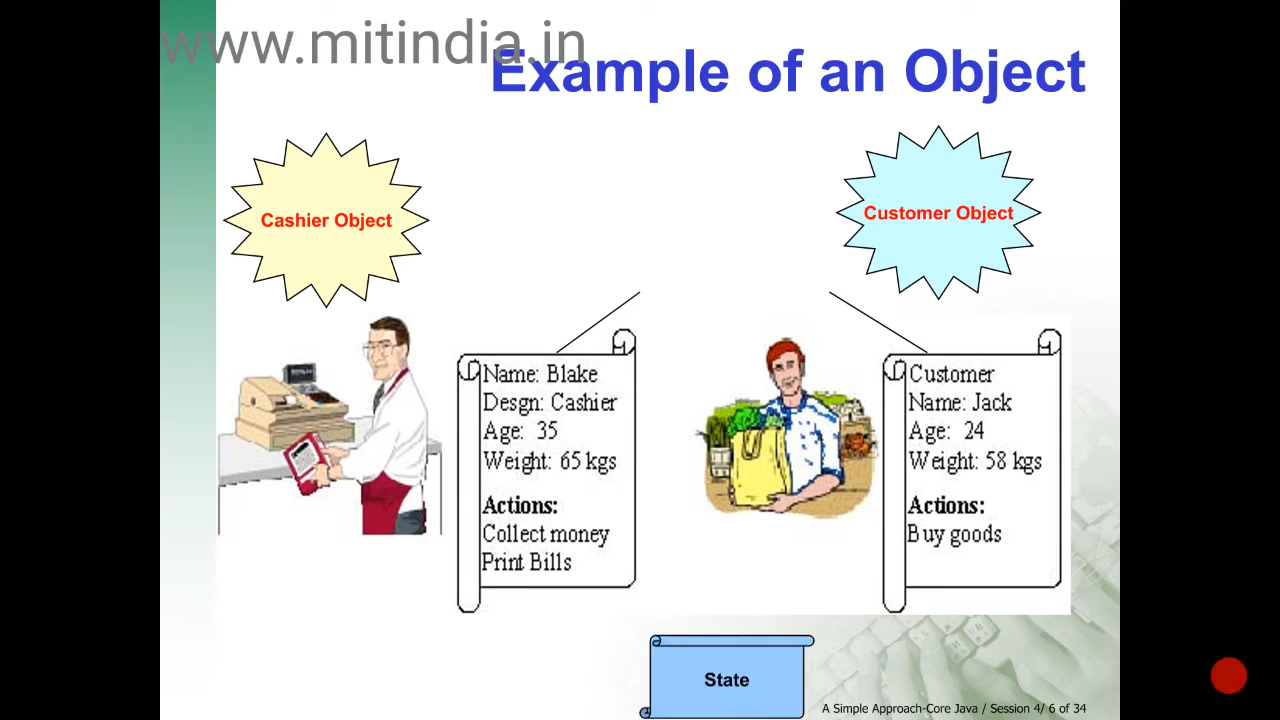 www.mitindia.in
Example of an Object
Cashier Object
Customer Object
Name: Blake
Desgn: Cashier
Age: 35
Weight: 65 kgs
Actions:
Collect money
Print Bills
Customer
Name: Jack
Age: 24
Weight: 58 kgs
Actions:
Buy goods
State
A Simple Approach-Core Java / Session 4/ 6 of 34